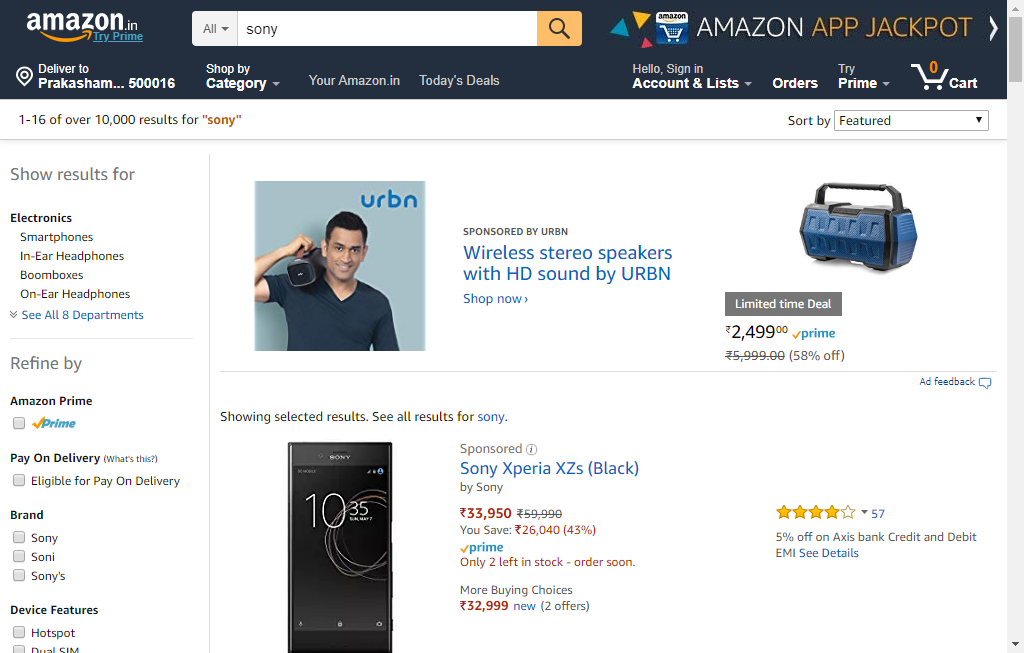 amazon.in
Try Prime
All
sony
amazon
AMAZON APP JACKPOT
Deliver to
Prakasham... 500016
Shop by
Category
Your Amazon.in
Today's Deals
Hello, Sign in
Account & Lists
Orders
Try
Prime
0
Cart
1-16 of over 10,000 results for "sony"
Sort by
Featured
Show results for
Electronics
Smartphones
In-Ear Headphones
Boomboxes
On-Ear Headphones
See All 8 Departments
Refine by
Amazon Prime
Prime
Pay On Delivery (What's this?)
Eligible for Pay On Delivery
Brand
Sony
Soni
Sony's
Device Features
Hotspot
Dual SIM
urbn
SPONSORED BY URBN
Wireless stereo speakers
with HD sound by URBN
Shop now ›
Limited time Deal
₹2,499.00 prime
₹5,999.00 (58% off)
Ad feedback
Showing selected results. See all results for sony.
SONY
10 35
SUN, MAY 7
Sponsored
Sony Xperia XZs (Black)
by Sony
₹33,950 ₹59,990
You Save: ₹26,040 (43%)
prime
Only 2 left in stock - order soon.
More Buying Choices
₹32,999 new (2 offers)
57
5% off on Axis bank Credit and Debit
EMI See Details